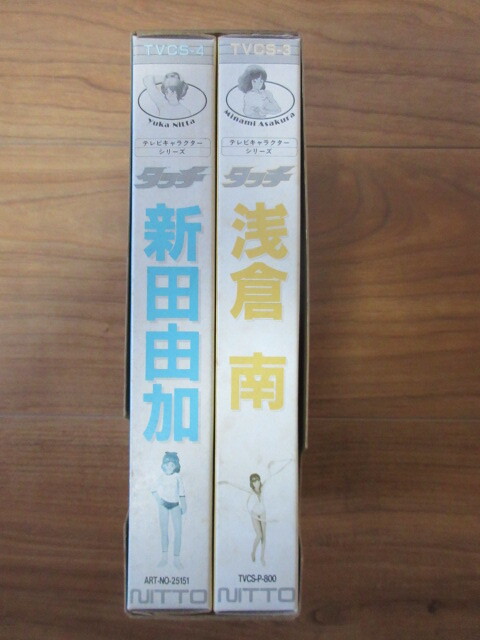 TVCS-4
Yuka Nitta
テレビキャラクター
シリーズ
タッチ
新田由加
ART-NO-25151
NITTO
TVCS-3
Minami Asakura
テレビキャラクター
シリーズ
タッチ
浅倉 南
TVCS-P-800
NITTO